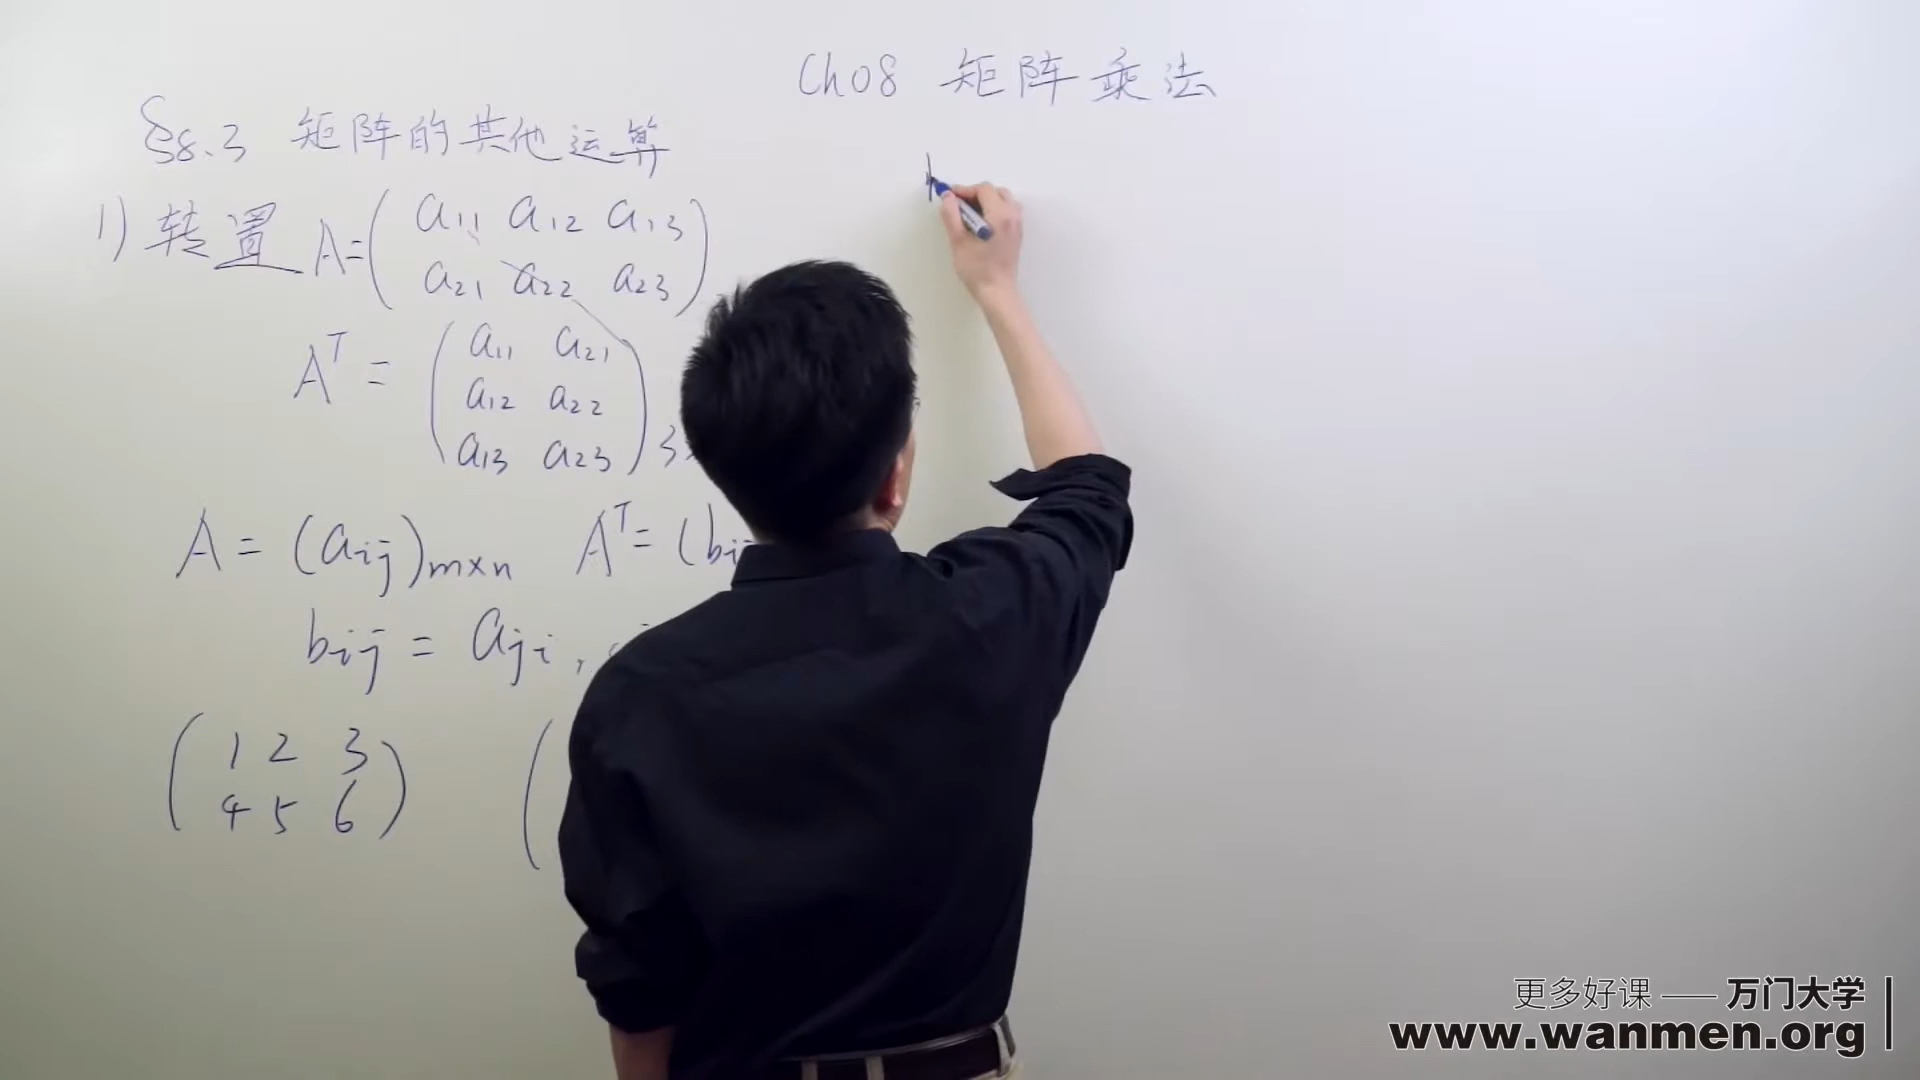 Ch08 矩阵乘法
§8.3 矩阵的其他运算
1) 转置 A=( a11 a12 a13
a21 a22 a23 )
A^T = ( a11 a21
a12 a22
a13 a23 ) 3
A = (aij)m×n A^T = (bij
bij = aji ,
( 1 2 3
4 5 6 ) (
更多好课 —— 万门大学
www.wanmen.org